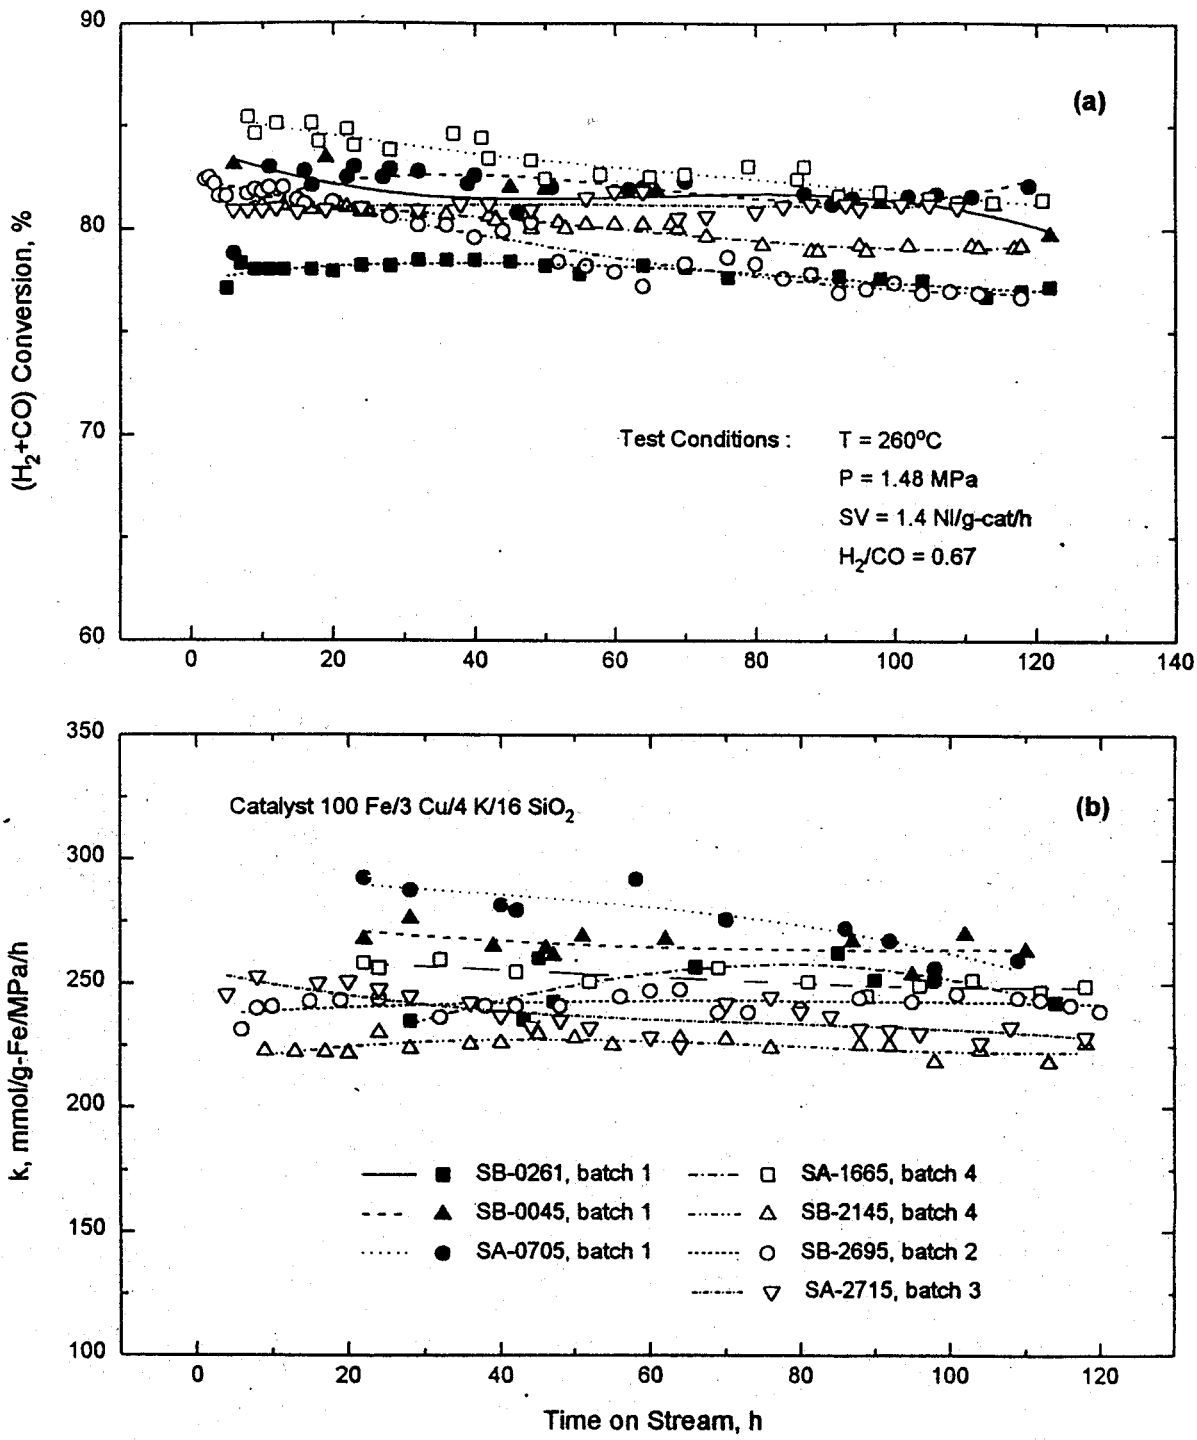 90
(a)
80
70
60
(H2+CO) Conversion, %
Test Conditions :
T = 260°C
P = 1.48 MPa
SV = 1.4 Nl/g-cat/h
H2/CO = 0.67
0 20 40 60 80 100 120 140
350
300
250
200
150
100
k, mmol/g-Fe/MPa/h
Catalyst 100 Fe/3 Cu/4 K/16 SiO2
(b)
SB-0261, batch 1
SB-0045, batch 1
SA-0705, batch 1
SA-1665, batch 4
SB-2145, batch 4
SB-2695, batch 2
SA-2715, batch 3
0 20 40 60 80 100 120
Time on Stream, h